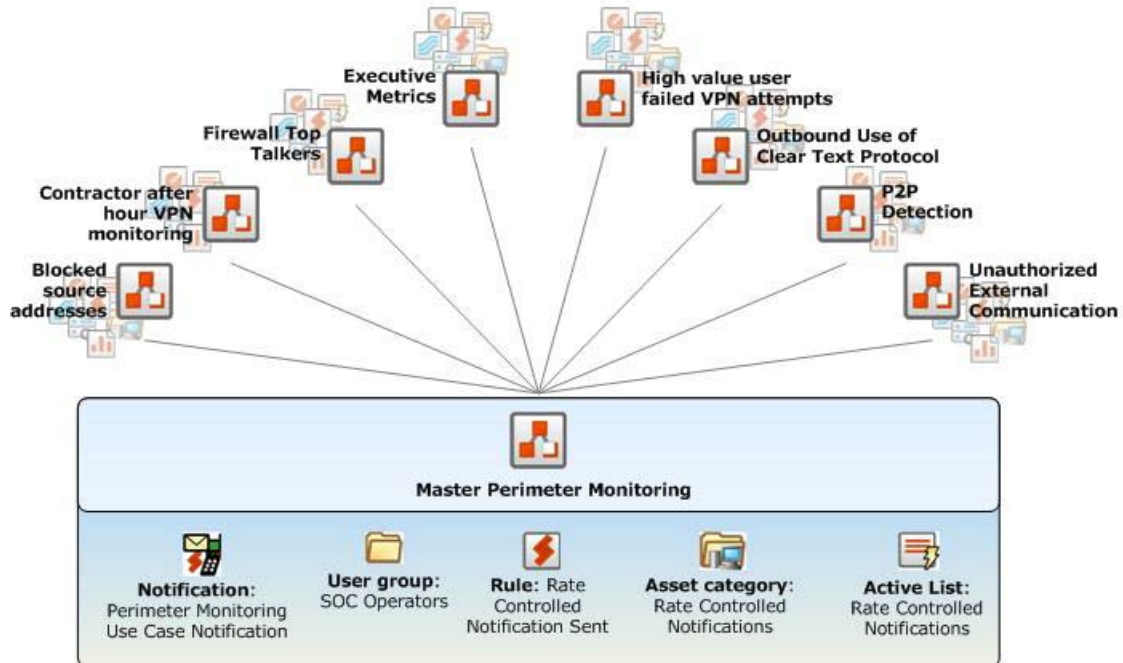 Executive
Metrics
High value user
failed VPN attempts
Firewall Top
Talkers
Outbound Use of
Clear Text Protocol
Contractor after
hour VPN
monitoring
P2P
Detection
Blocked
source
addresses
Unauthorized
External
Communication
Master Perimeter Monitoring
Notification:
Perimeter Monitoring
Use Case Notification
User group:
SOC Operators
Rule: Rate
Controlled
Notification Sent
Asset category:
Rate Controlled
Notifications
Active List:
Rate Controlled
Notifications